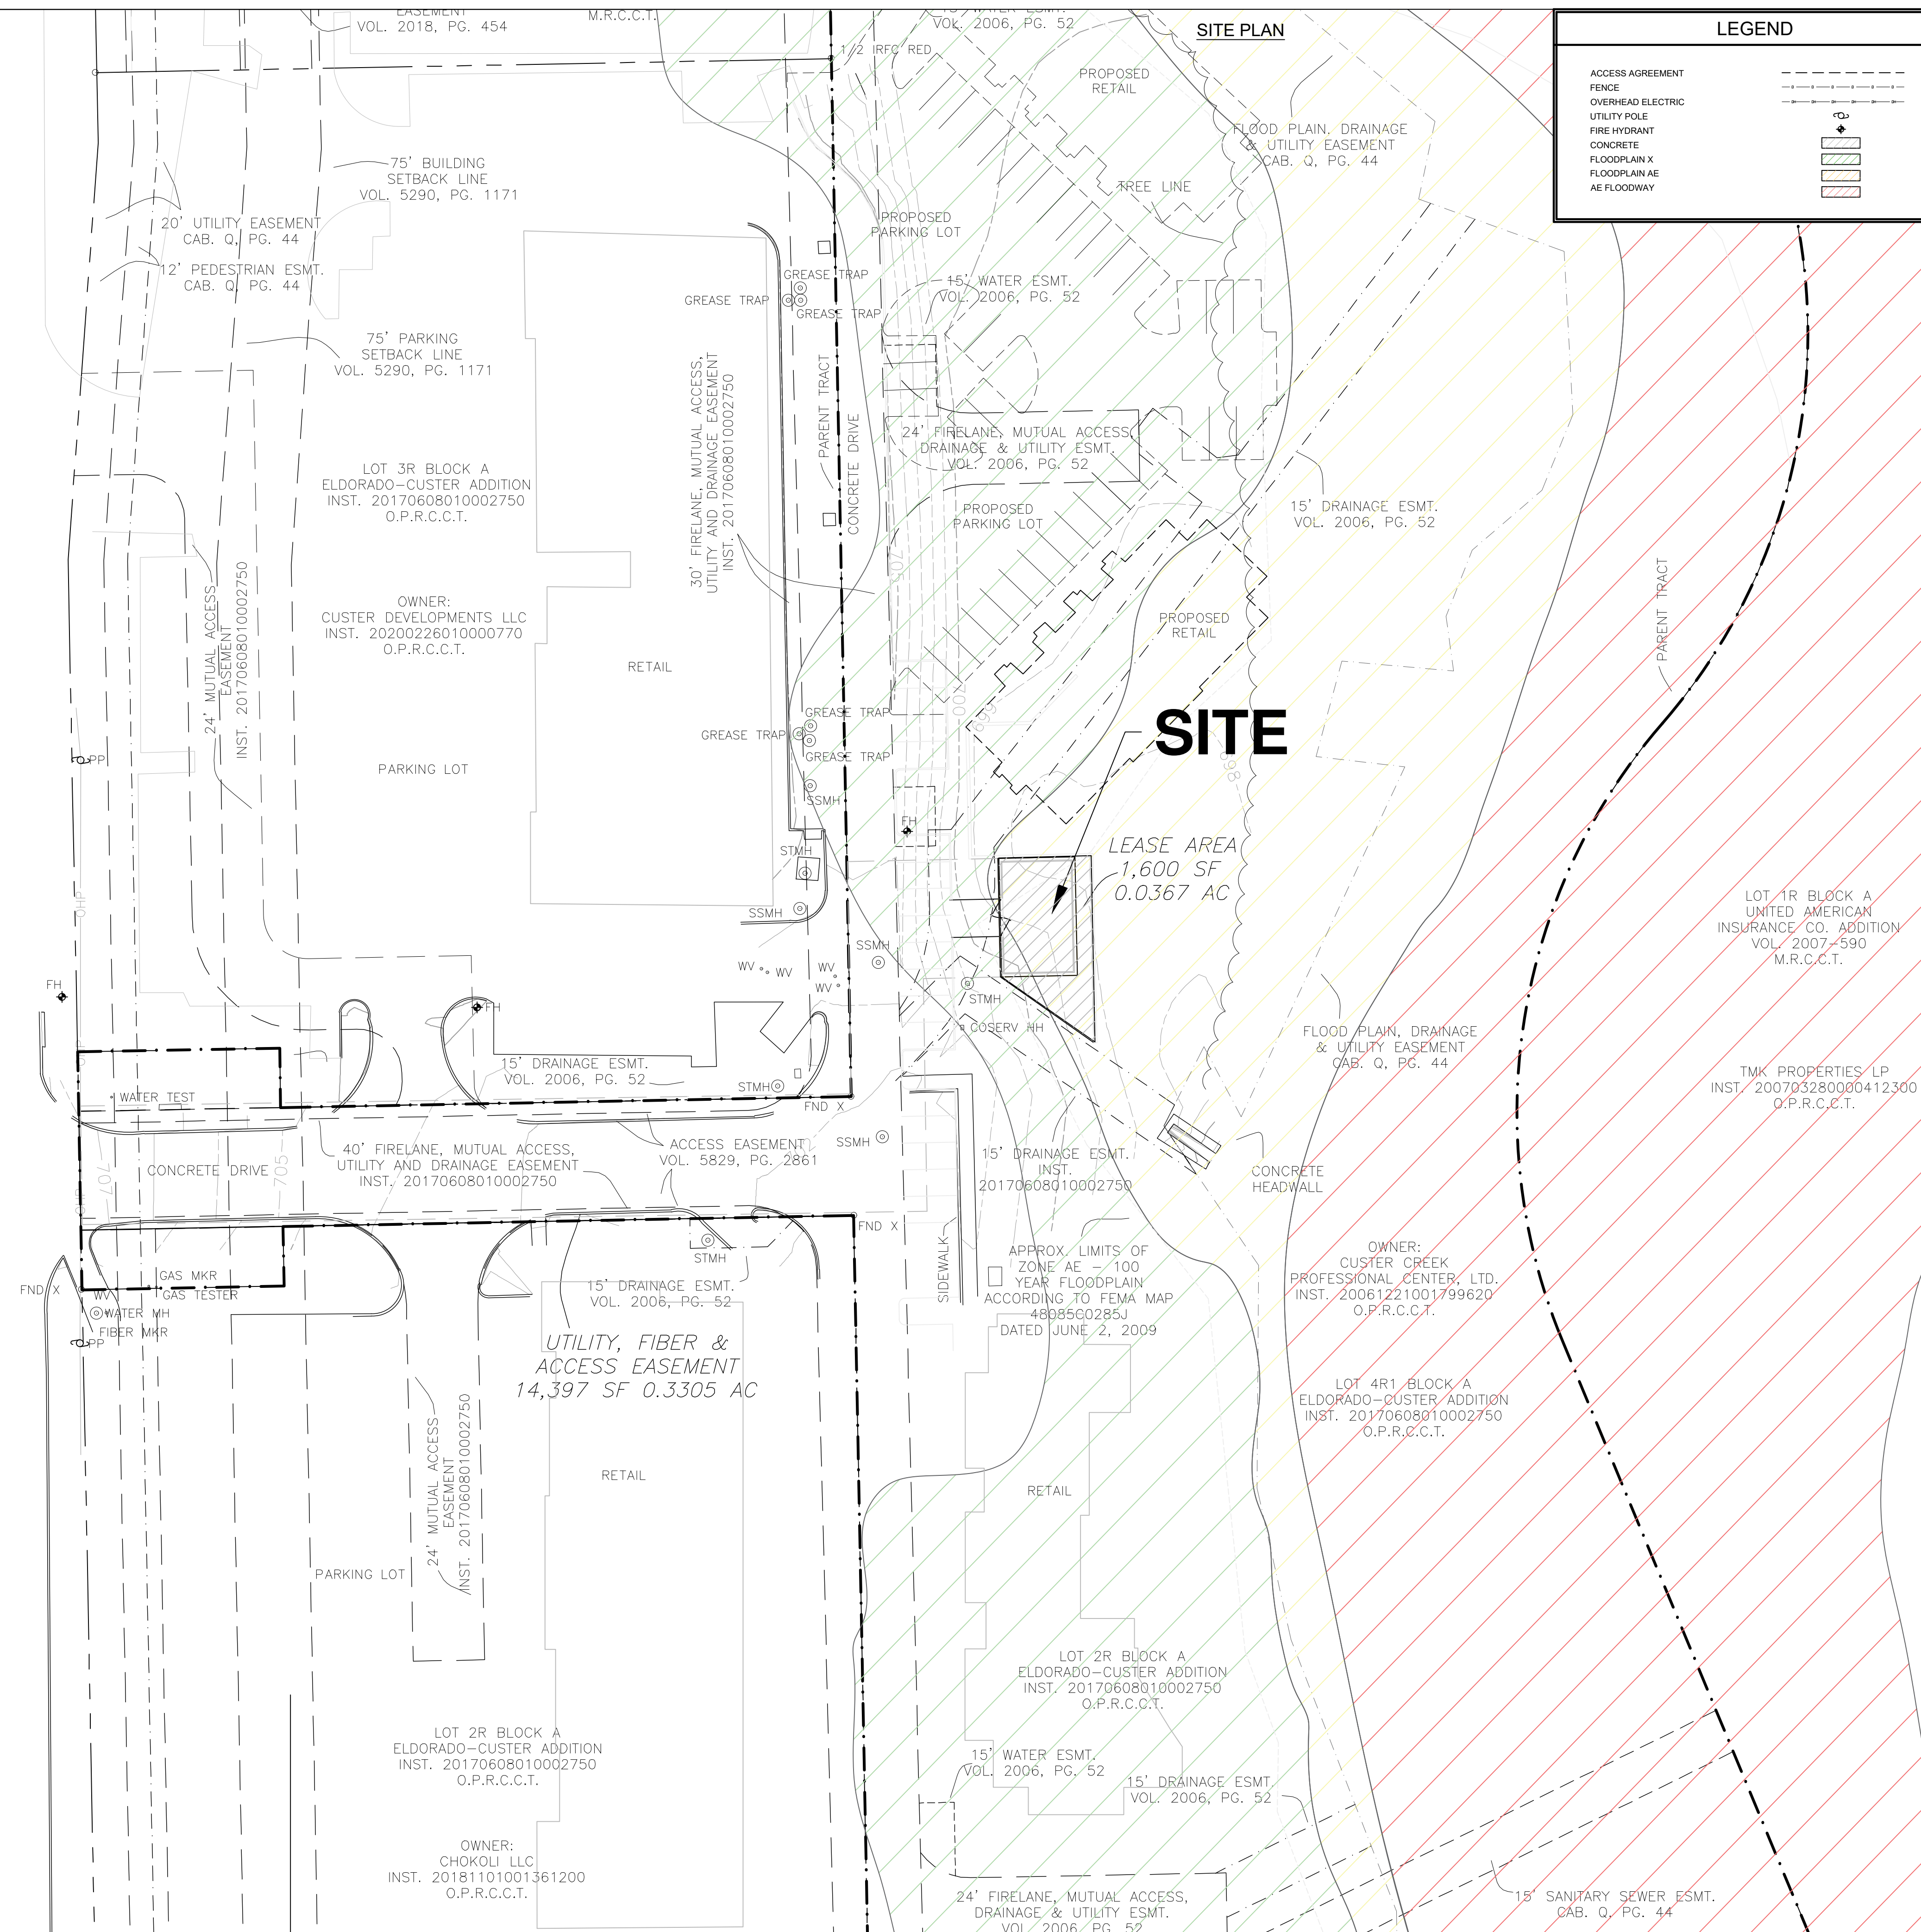 EASEMENT
VOL. 2018, PG. 454
M.R.C.C.T.
15' WATER ESMT.
VOL. 2006, PG. 52
SITE PLAN
LEGEND
ACCESS AGREEMENT
FENCE
OVERHEAD ELECTRIC
UTILITY POLE
FIRE HYDRANT
CONCRETE
FLOODPLAIN X
FLOODPLAIN AE
AE FLOODWAY
1/2 IRFC RED
PROPOSED
RETAIL
FLOOD PLAIN, DRAINAGE
& UTILITY EASEMENT
CAB. Q, PG. 44
TREE LINE
75' BUILDING
SETBACK LINE
VOL. 5290, PG. 1171
20' UTILITY EASEMENT
CAB. Q, PG. 44
12' PEDESTRIAN ESMT.
CAB. Q, PG. 44
PROPOSED
PARKING LOT
GREASE TRAP
GREASE TRAP
GREASE TRAP
15' WATER ESMT.
VOL. 2006, PG. 52
75' PARKING
SETBACK LINE
VOL. 5290, PG. 1171
30' FIRELANE, MUTUAL ACCESS,
UTILITY AND DRAINAGE EASEMENT
INST. 20170608010002750
PARENT TRACT
CONCRETE DRIVE
24' FIRELANE, MUTUAL ACCESS,
DRAINAGE & UTILITY ESMT.
VOL. 2006, PG. 52
LOT 3R BLOCK A
ELDORADO-CUSTER ADDITION
INST. 20170608010002750
O.P.R.C.C.T.
PROPOSED
PARKING LOT
15' DRAINAGE ESMT.
VOL. 2006, PG. 52
705
24' MUTUAL ACCESS
EASEMENT
INST. 20170608010002750
OWNER:
CUSTER DEVELOPMENTS LLC
INST. 20200226010000770
O.P.R.C.C.T.
PROPOSED
RETAIL
PARENT TRACT
RETAIL
700
699
698
SITE
GREASE TRAP
GREASE TRAP
GREASE TRAP
PP
PARKING LOT
SSMH
FH
STMH
LEASE AREA
1,600 SF
0.0367 AC
OHP
SSMH
SSMH
LOT 1R BLOCK A
UNITED AMERICAN
INSURANCE CO. ADDITION
VOL. 2007-590
M.R.C.C.T.
WV
WV
WV
WV
FH
FH
STMH
COSERV HH
FLOOD PLAIN, DRAINAGE
& UTILITY EASEMENT
CAB. Q, PG. 44
15' DRAINAGE ESMT.
VOL. 2006, PG. 52
STMH
TMK PROPERTIES LP
INST. 200703280000412300
O.P.R.C.C.T.
WATER TEST
FND X
SSMH
40' FIRELANE, MUTUAL ACCESS,
UTILITY AND DRAINAGE EASEMENT
INST. 20170608010002750
ACCESS EASEMENT
VOL. 5829, PG. 2861
CONCRETE DRIVE
707
705
15' DRAINAGE ESMT.
INST.
20170608010002750
CONCRETE
HEADWALL
FND X
STMH
SIDEWALK
APPROX. LIMITS OF
ZONE AE - 100
YEAR FLOODPLAIN
ACCORDING TO FEMA MAP
48085C0285J
DATED JUNE 2, 2009
OWNER:
CUSTER CREEK
PROFESSIONAL CENTER, LTD.
INST. 20061221001799620
O.P.R.C.C.T.
FND X
GAS MKR
GAS TESTER
WV
WATER MH
FIBER MKR
PP
15' DRAINAGE ESMT.
VOL. 2006, PG. 52
UTILITY, FIBER &
ACCESS EASEMENT
14,397 SF 0.3305 AC
LOT 4R1 BLOCK A
ELDORADO-CUSTER ADDITION
INST. 20170608010002750
O.P.R.C.C.T.
24' MUTUAL ACCESS
EASEMENT
INST. 20170608010002750
RETAIL
RETAIL
PARKING LOT
LOT 2R BLOCK A
ELDORADO-CUSTER ADDITION
INST. 20170608010002750
O.P.R.C.C.T.
LOT 2R BLOCK A
ELDORADO-CUSTER ADDITION
INST. 20170608010002750
O.P.R.C.C.T.
15' WATER ESMT.
VOL. 2006, PG. 52
15' DRAINAGE ESMT.
VOL. 2006, PG. 52
OWNER:
CHOKOLI LLC
INST. 20181101001361200
O.P.R.C.C.T.
24' FIRELANE, MUTUAL ACCESS,
DRAINAGE & UTILITY ESMT.
VOL. 2006, PG. 52
15' SANITARY SEWER ESMT.
CAB. Q, PG. 44